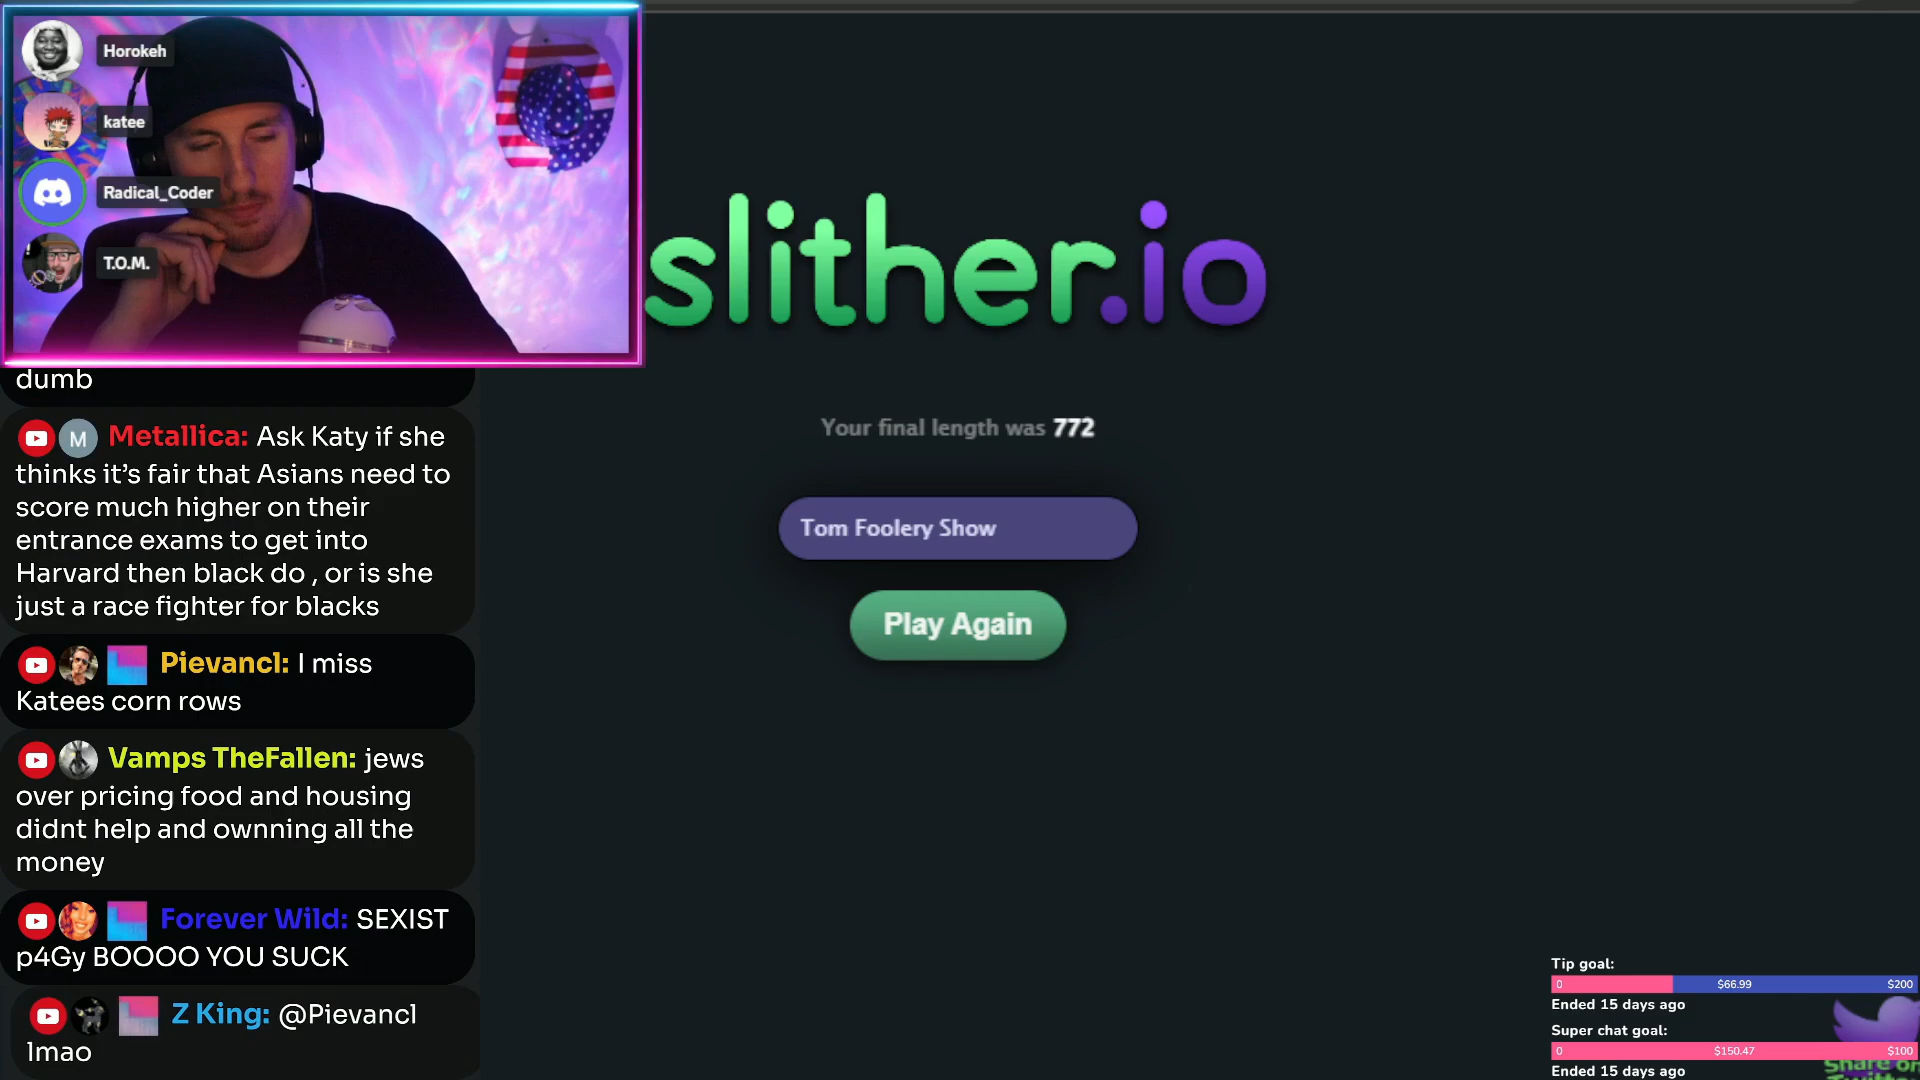 Horokeh
katee
Radical_Coder
T.O.M.
slither.io
Your final length was 772
Tom Foolery Show
Play Again
dumb
M Metallica: Ask Katy if she
thinks it’s fair that Asians need to
score much higher on their
entrance exams to get into
Harvard then black do , or is she
just a race fighter for blacks
Pievancl: I miss
Katees corn rows
Vamps TheFallen: jews
over pricing food and housing
didnt help and ownning all the
money
Forever Wild: SEXIST
p4Gy BOOOO YOU SUCK
Z King: @Pievancl
lmao
Tip goal:
0 $66.99 $200
Ended 15 days ago
Super chat goal:
0 $150.47 $100
Ended 15 days ago
Share on